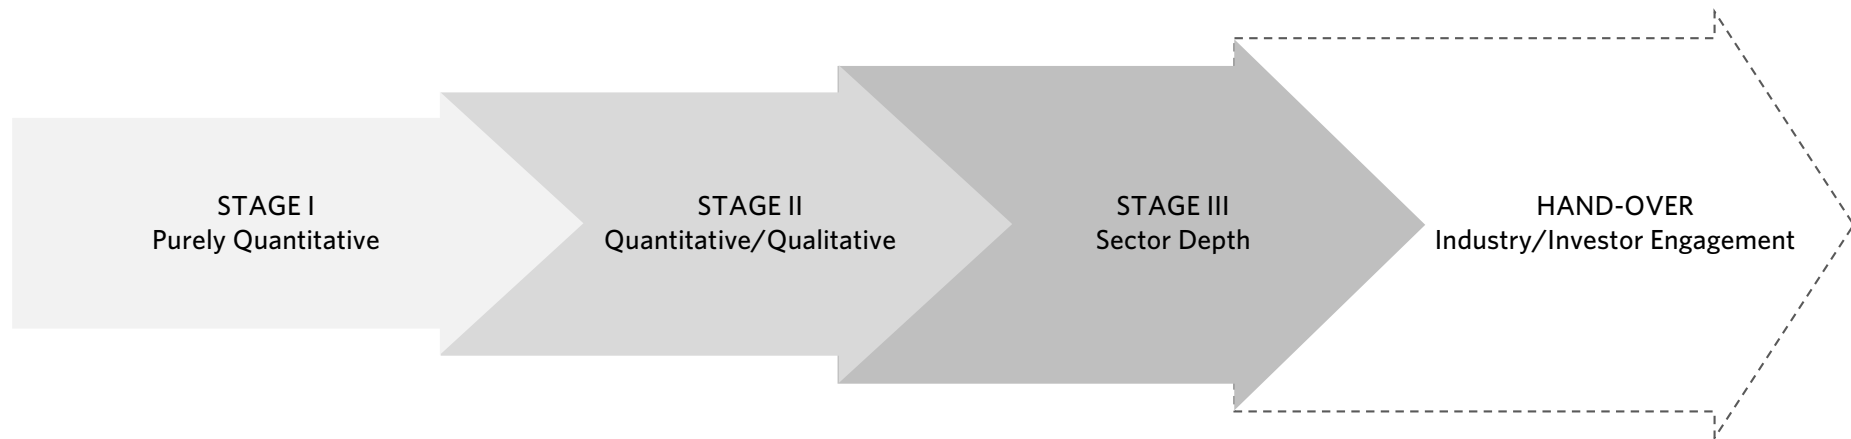 STAGE I
Purely Quantitative
STAGE II
Quantitative/Qualitative
STAGE III
Sector Depth
HAND-OVER
Industry/Investor Engagement